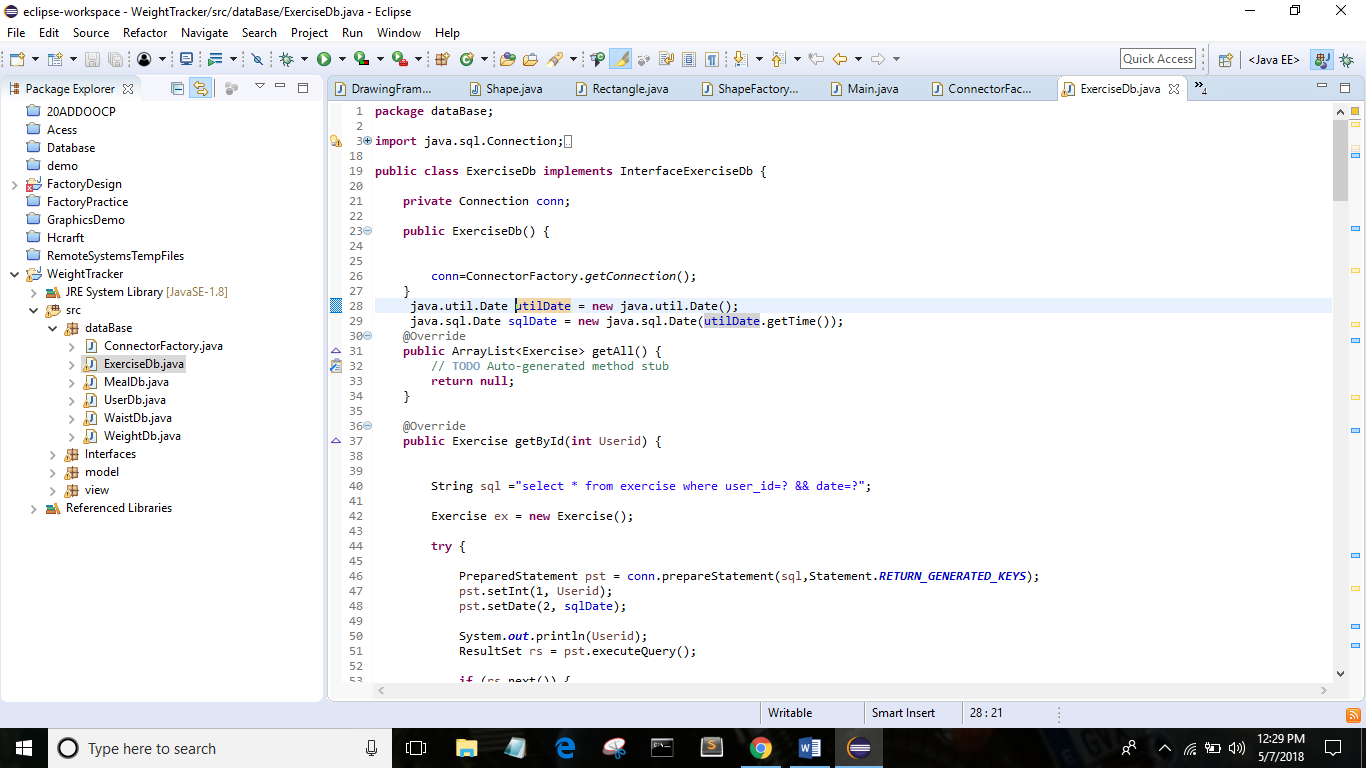 eclipse-workspace - WeightTracker/src/dataBase/ExerciseDb.java - Eclipse
File Edit Source Refactor Navigate Search Project Run Window Help
Quick Access <Java EE>
Package Explorer
20ADDOOCP
Acess
Database
demo
FactoryDesign
FactoryPractice
GraphicsDemo
Hcrarft
RemoteSystemsTempFiles
WeightTracker
JRE System Library [JavaSE-1.8]
src
dataBase
ConnectorFactory.java
ExerciseDb.java
MealDb.java
UserDb.java
WaistDb.java
WeightDb.java
Interfaces
model
view
Referenced Libraries
DrawingFram... Shape.java Rectangle.java ShapeFactory... Main.java ConnectorFac... ExerciseDb.java »4
1 package dataBase;
2
3 import java.sql.Connection;
18
19 public class ExerciseDb implements InterfaceExerciseDb {
20
21 private Connection conn;
22
23 public ExerciseDb() {
24
25
26 conn=ConnectorFactory.getConnection();
27 }
28 java.util.Date utilDate = new java.util.Date();
29 java.sql.Date sqlDate = new java.sql.Date(utilDate.getTime());
30 @Override
31 public ArrayList<Exercise> getAll() {
32 // TODO Auto-generated method stub
33 return null;
34 }
35
36 @Override
37 public Exercise getById(int Userid) {
38
39
40 String sql ="select * from exercise where user_id=? && date=?";
41
42 Exercise ex = new Exercise();
43
44 try {
45
46 PreparedStatement pst = conn.prepareStatement(sql,Statement.RETURN_GENERATED_KEYS);
47 pst.setInt(1, Userid);
48 pst.setDate(2, sqlDate);
49
50 System.out.println(Userid);
51 ResultSet rs = pst.executeQuery();
52
53 if (rs.next()) {
Writable Smart Insert 28 : 21
Type here to search
12:29 PM
5/7/2018